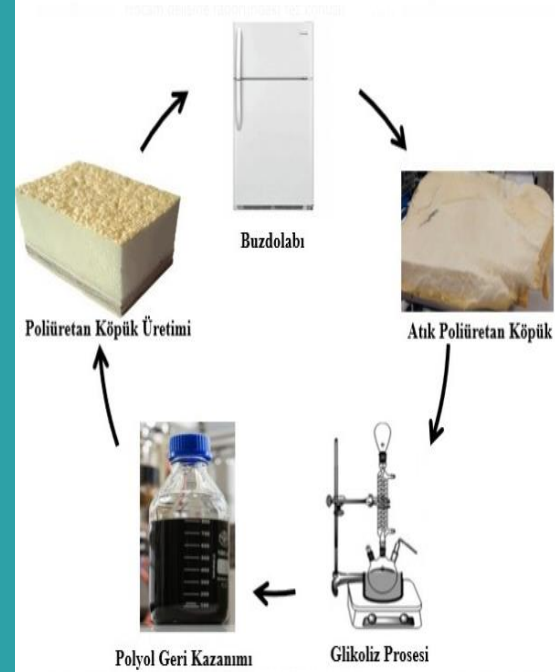 Buzdolabı
Atık Poliüretan Köpük
Glikoliz Prosesi
Polyol Geri Kazanımı
Poliüretan Köpük Üretimi